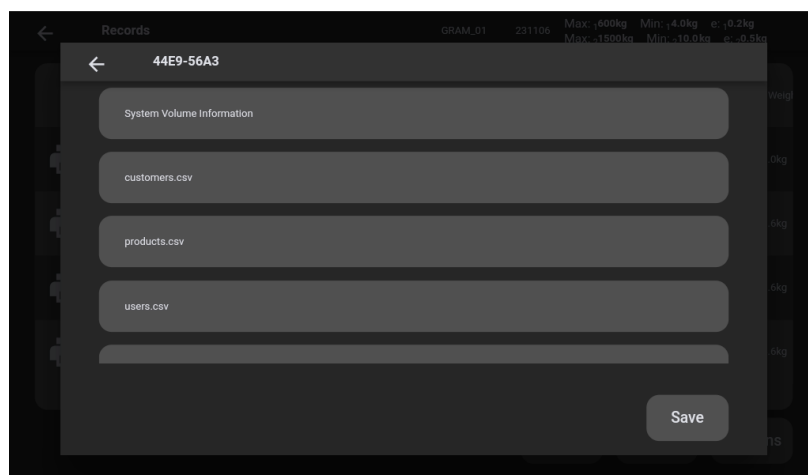 Records
GRAM_01
231106
Max: ₁600kg Min: ₁4.0kg e: ₁0.2kg
Max: ₂1500kg Min: ₂10.0kg e: ₂0.5kg
44E9-56A3
System Volume Information
customers.csv
products.csv
users.csv
Save